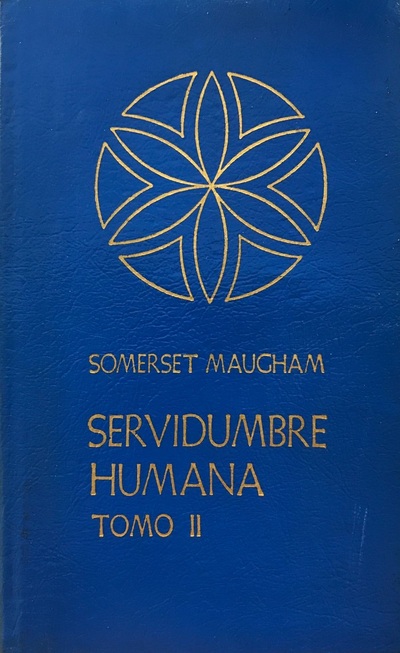 SOMERSET MAUGHAM
SERVIDUMBRE
HUMANA
TOMO II